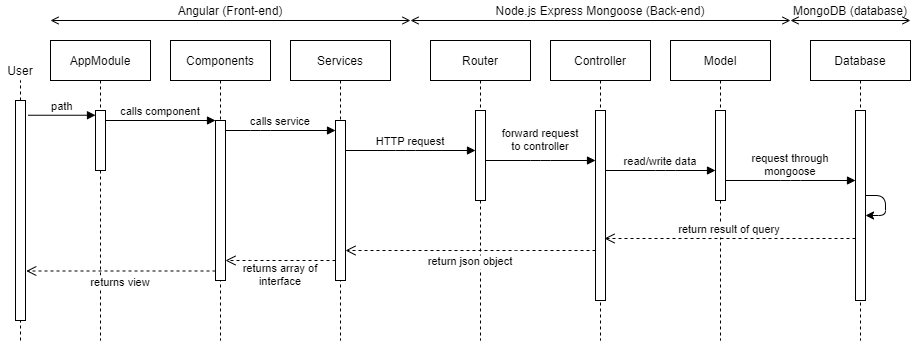 Angular (Front-end)
Node.js Express Mongoose (Back-end)
MongoDB (database)
User
AppModule
Components
Services
Router
Controller
Model
Database
path
calls component
calls service
HTTP request
forward request
to controller
read/write data
request through
mongoose
return result of query
return json object
returns array of
interface
returns view